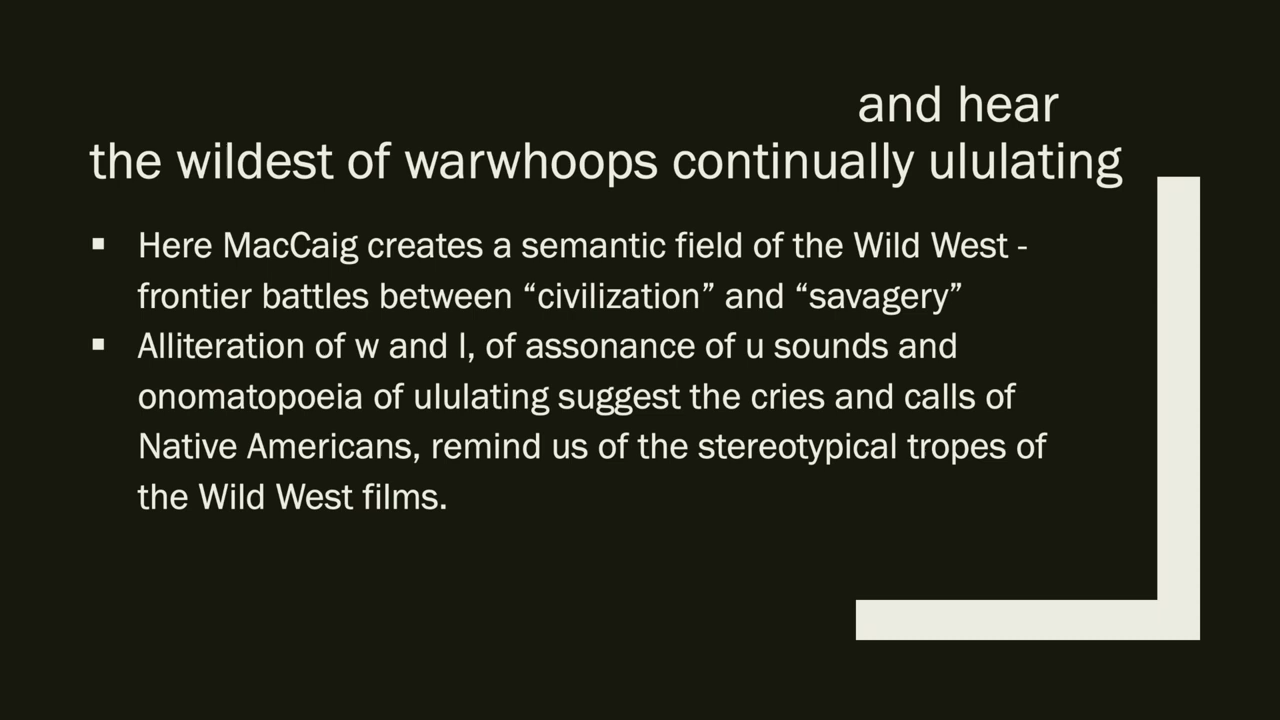 and hear
the wildest of warwhoops continually ululating
▪ Here MacCaig creates a semantic field of the Wild West -
frontier battles between “civilization” and “savagery”
▪ Alliteration of w and l, of assonance of u sounds and
onomatopoeia of ululating suggest the cries and calls of
Native Americans, remind us of the stereotypical tropes of
the Wild West films.